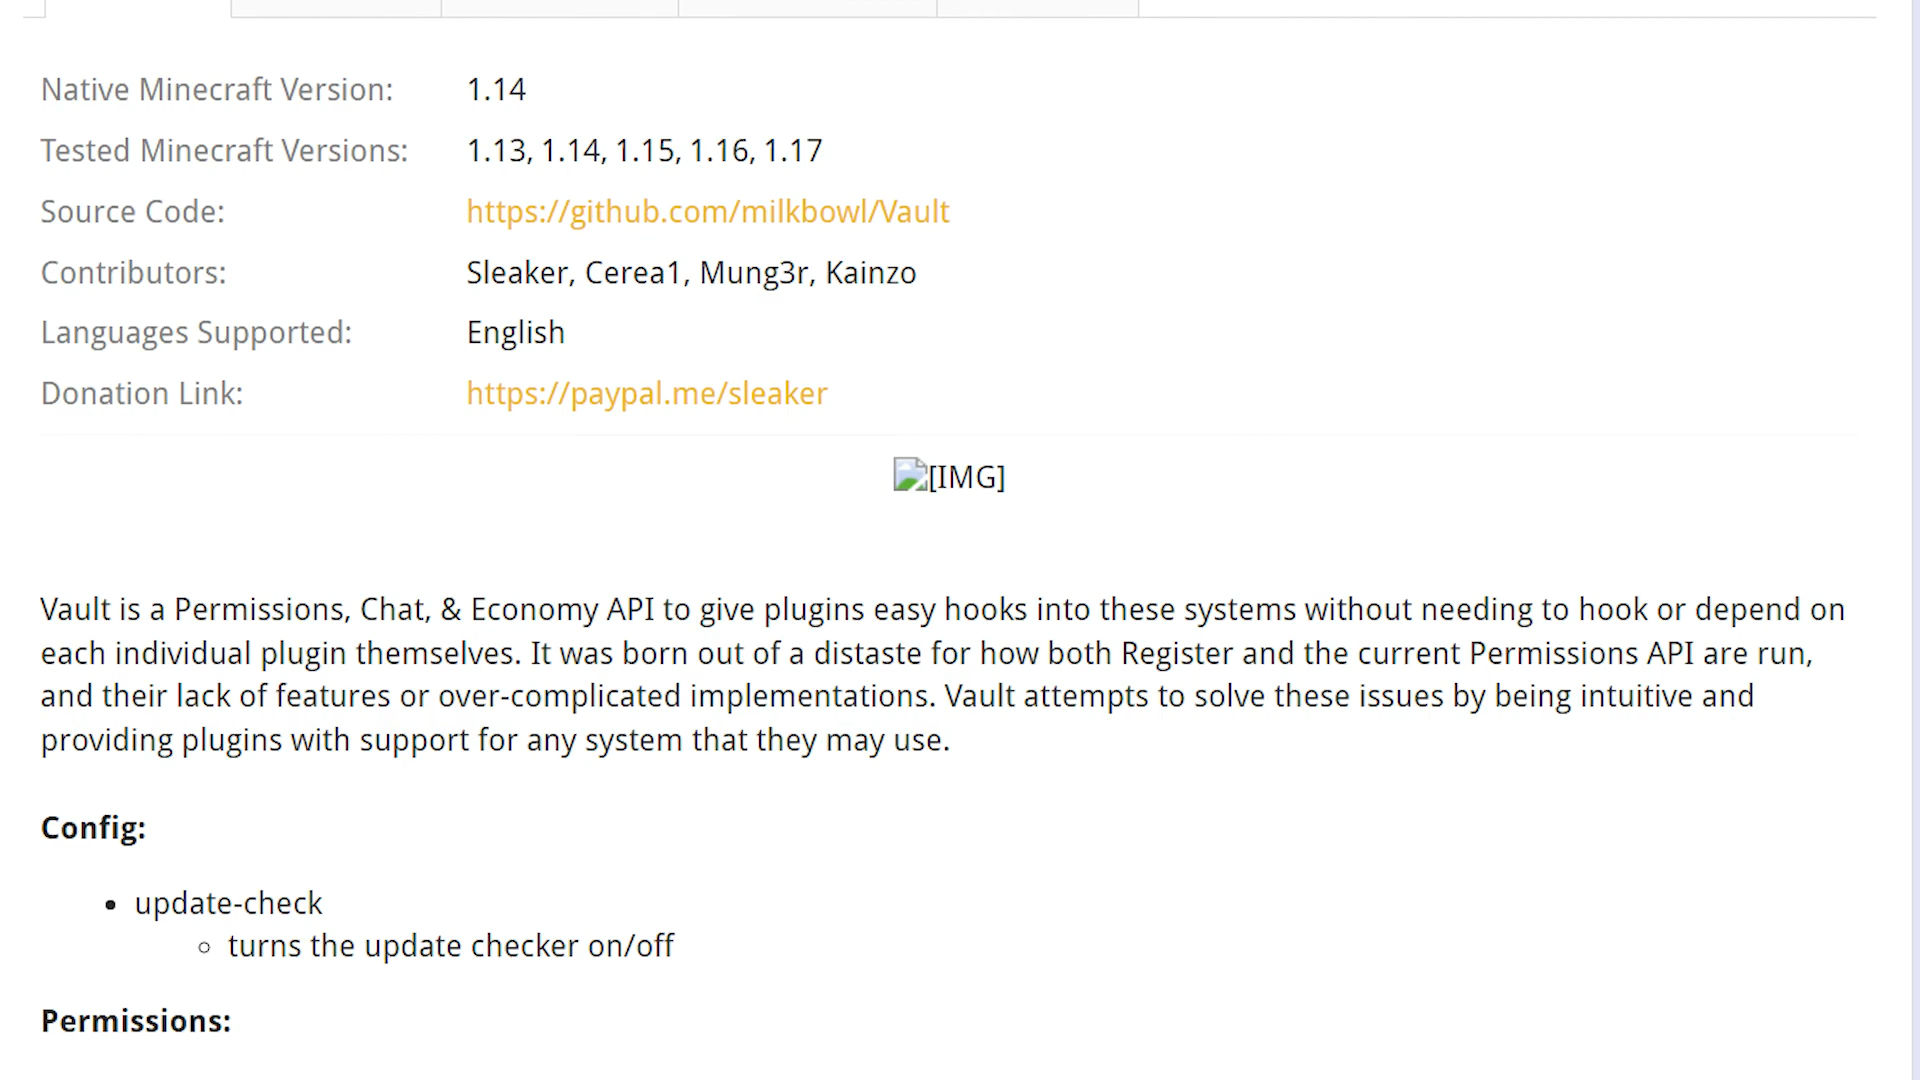 Native Minecraft Version: 1.14
Tested Minecraft Versions: 1.13, 1.14, 1.15, 1.16, 1.17
Source Code: https://github.com/milkbowl/Vault
Contributors: Sleaker, Cerea1, Mung3r, Kainzo
Languages Supported: English
Donation Link: https://paypal.me/sleaker
[IMG]
Vault is a Permissions, Chat, & Economy API to give plugins easy hooks into these systems without needing to hook or depend on
each individual plugin themselves. It was born out of a distaste for how both Register and the current Permissions API are run,
and their lack of features or over-complicated implementations. Vault attempts to solve these issues by being intuitive and
providing plugins with support for any system that they may use.
Config:
• update-check
◦ turns the update checker on/off
Permissions: